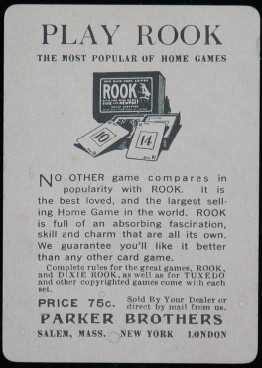 PLAY ROOK
THE MOST POPULAR OF HOME GAMES
ROOK
10
14
NO OTHER game compares in
popularity with ROOK. It is
the best loved, and the largest sell-
ing Home Game in the world. ROOK
is full of an absorbing fascination,
skill and charm that are all its own.
We guarantee you'll like it better
than any other card game.
Complete rules for the great games, ROOK,
and DIXIE ROOK, as well as for TUXEDO
and other copyrighted games come with each
set.
PRICE 75c. Sold By Your Dealer or
direct by mail from us.
PARKER BROTHERS
SALEM, MASS. NEW YORK LONDON